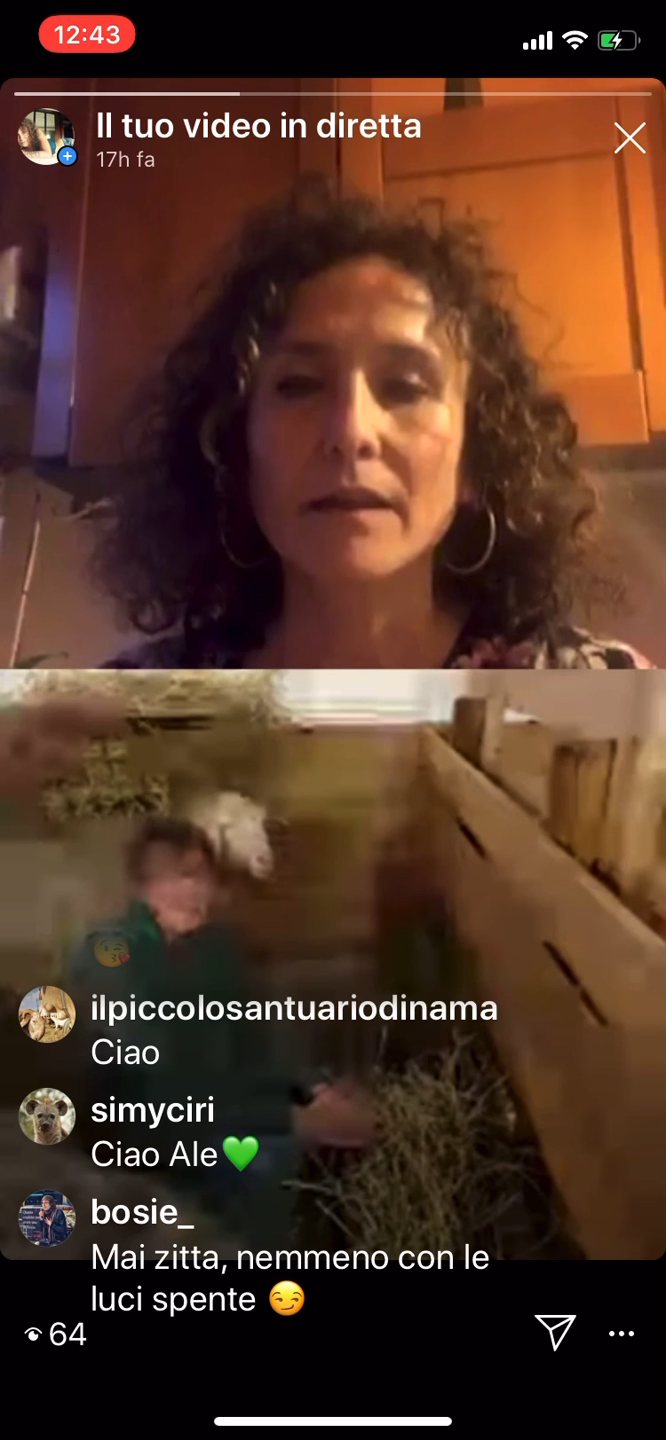 12:43
Il tuo video in diretta
17h fa
😘
ilpiccolosantuariodinama
Ciao
simyciri
Ciao Ale💚
bosie_
Mai zitta, nemmeno con le
luci spente 😏
64